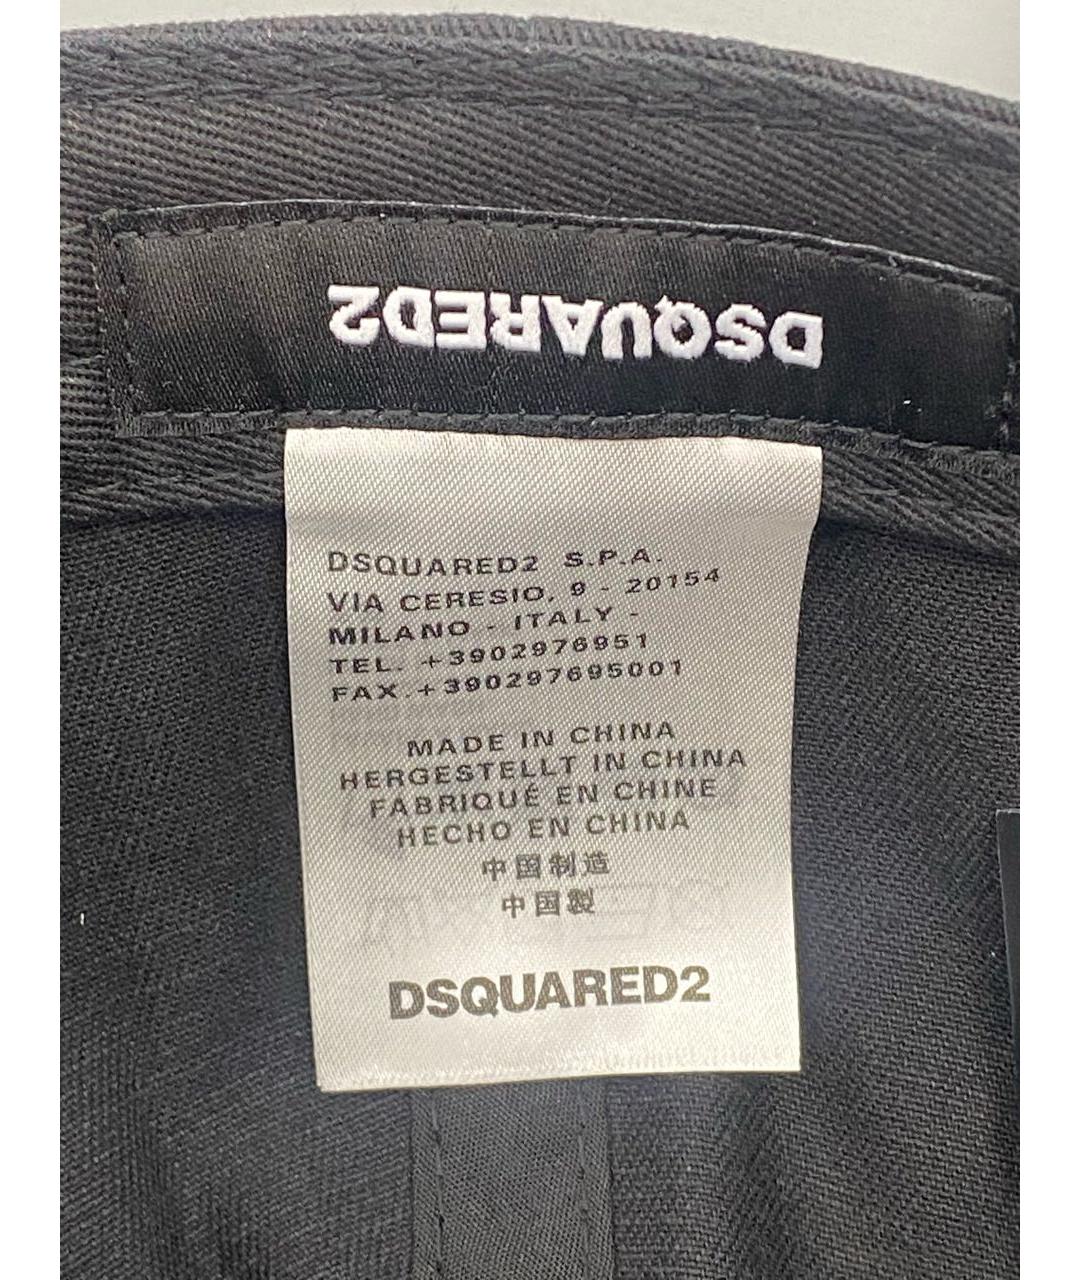 DSQUARED2
DSQUARED2 S.P.A.
VIA CERESIO, 9 - 20154
MILANO - ITALY -
TEL. +3902976951
FAX.+390297695001
MADE IN CHINA
HERGESTELLT IN CHINA
FABRIQUÉ EN CHINE
HECHO EN CHINA
中国制造
中国製
DSQUARED2